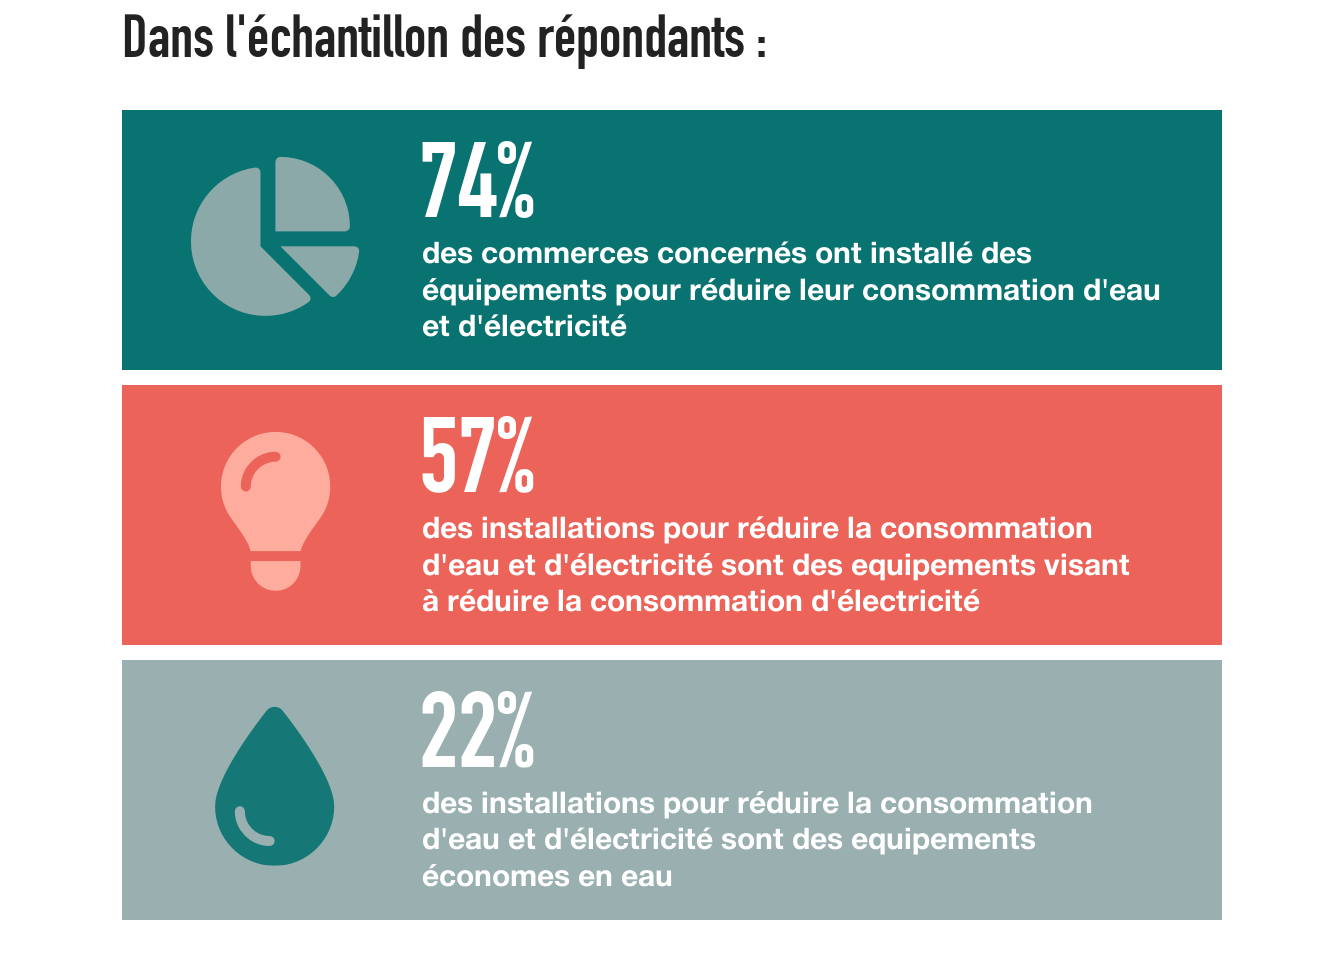 Dans l'échantillon des répondants :
74%
des commerces concernés ont installé des
équipements pour réduire leur consommation d'eau
et d'électricité
57%
des installations pour réduire la consommation
d'eau et d'électricité sont des equipements visant
à réduire la consommation d'électricité
22%
des installations pour réduire la consommation
d'eau et d'électricité sont des equipements
économes en eau